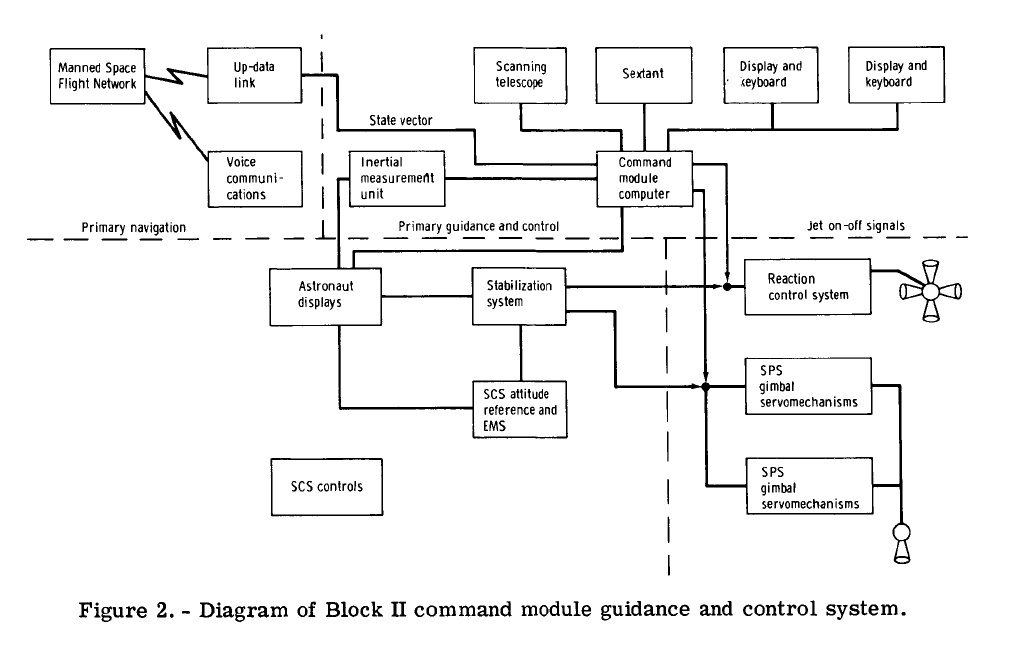 Manned Space
Flight Network
Up-data
link
Scanning
telescope
Sextant
Display and
keyboard
Display and
keyboard
State vector
Voice
communi-
cations
Inertial
measurement
unit
Command
module
computer
Primary navigation
Primary guidance and control
Jet on-off signals
Astronaut
displays
Stabilization
system
Reaction
control system
SCS attitude
reference and
EMS
SPS
gimbal
servomechanisms
SCS controls
SPS
gimbal
servomechanisms
Figure 2. - Diagram of Block II command module guidance and control system.